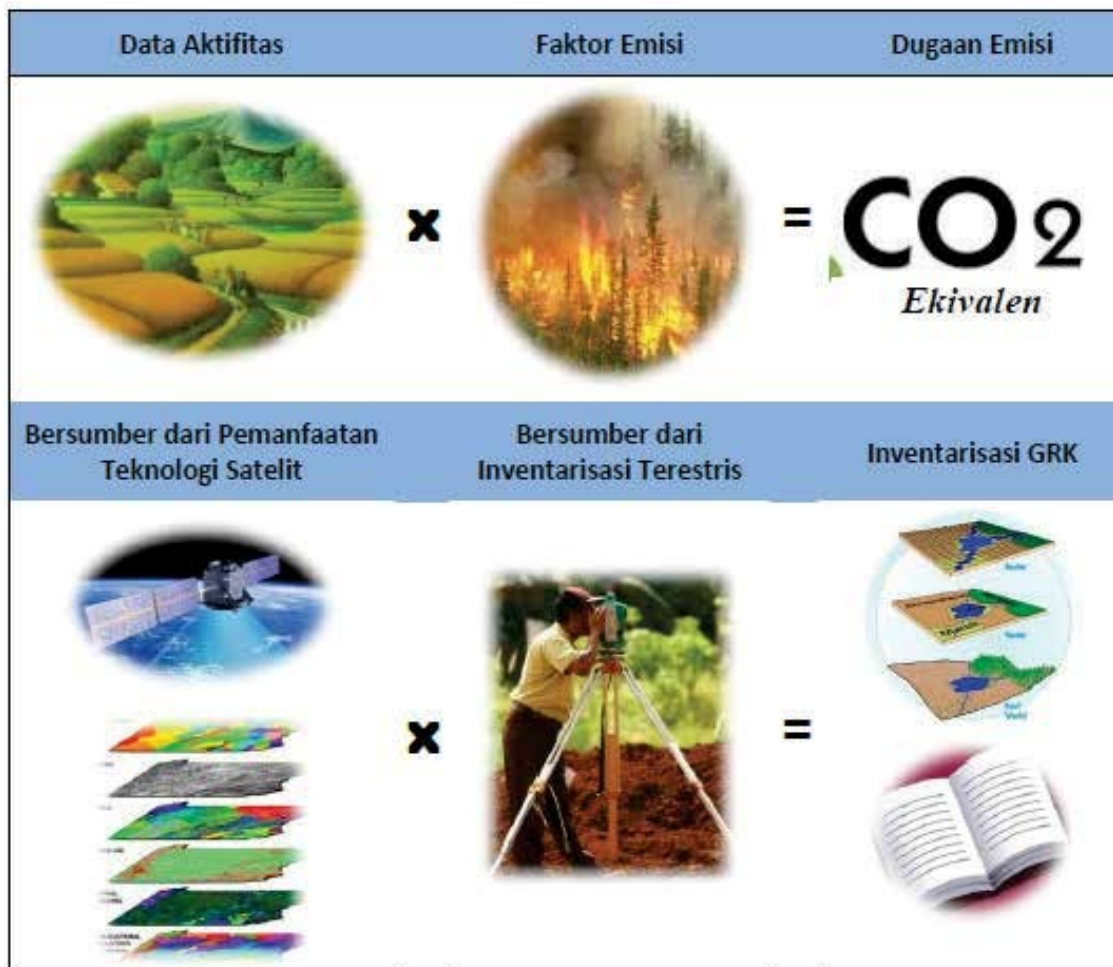 Data Aktifitas
Faktor Emisi
Dugaan Emisi
x
=
CO2
Ekivalen
Bersumber dari Pemanfaatan
Teknologi Satelit
Bersumber dari
Inventarisasi Terestris
Inventarisasi GRK
x
=